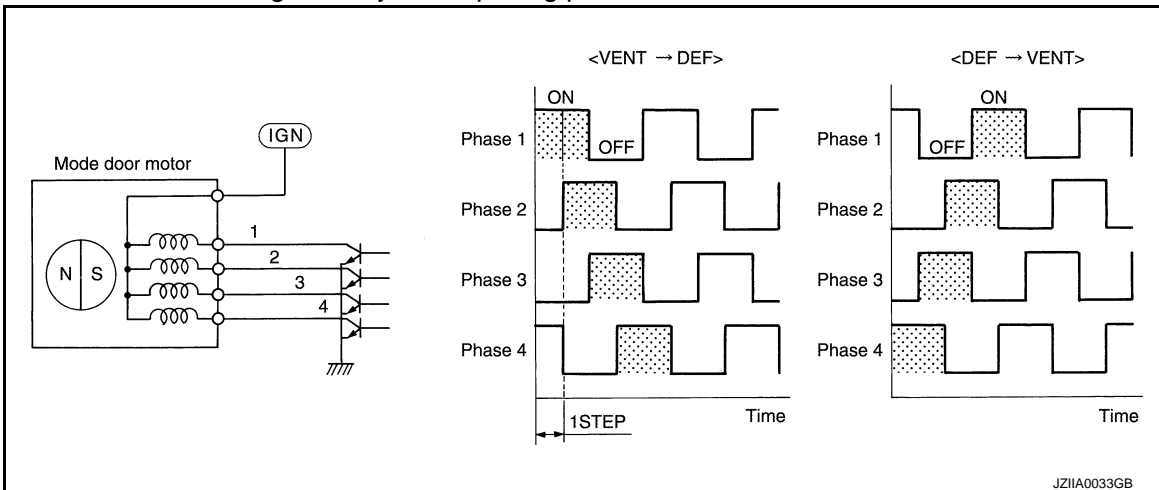 <VENT → DEF>
<DEF → VENT>
Mode door motor
IGN
N S
1
2
3
4
Phase 1
ON
OFF
Phase 2
Phase 3
Phase 4
1STEP
Time
Phase 1
ON
OFF
Phase 2
Phase 3
Phase 4
Time
JZIIA0033GB